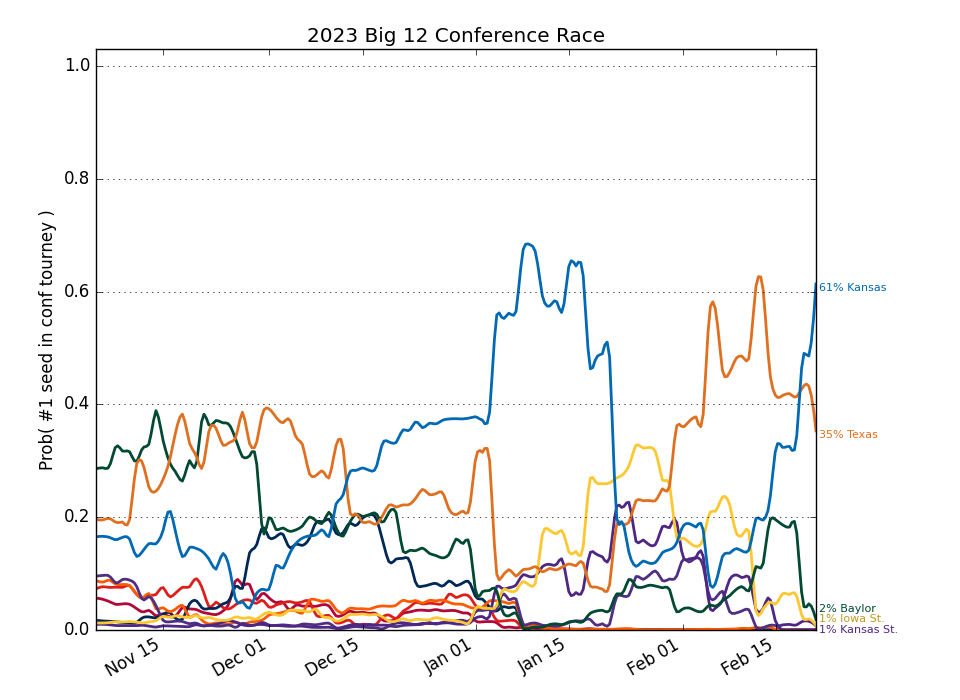 2023 Big 12 Conference Race
Prob( #1 seed in conf tourney )
1.0
0.8
0.6
0.4
0.2
0.0
61% Kansas
35% Texas
2% Baylor
1% Iowa St.
1% Kansas St.
Nov 15
Dec 01
Dec 15
Jan 01
Jan 15
Feb 01
Feb 15